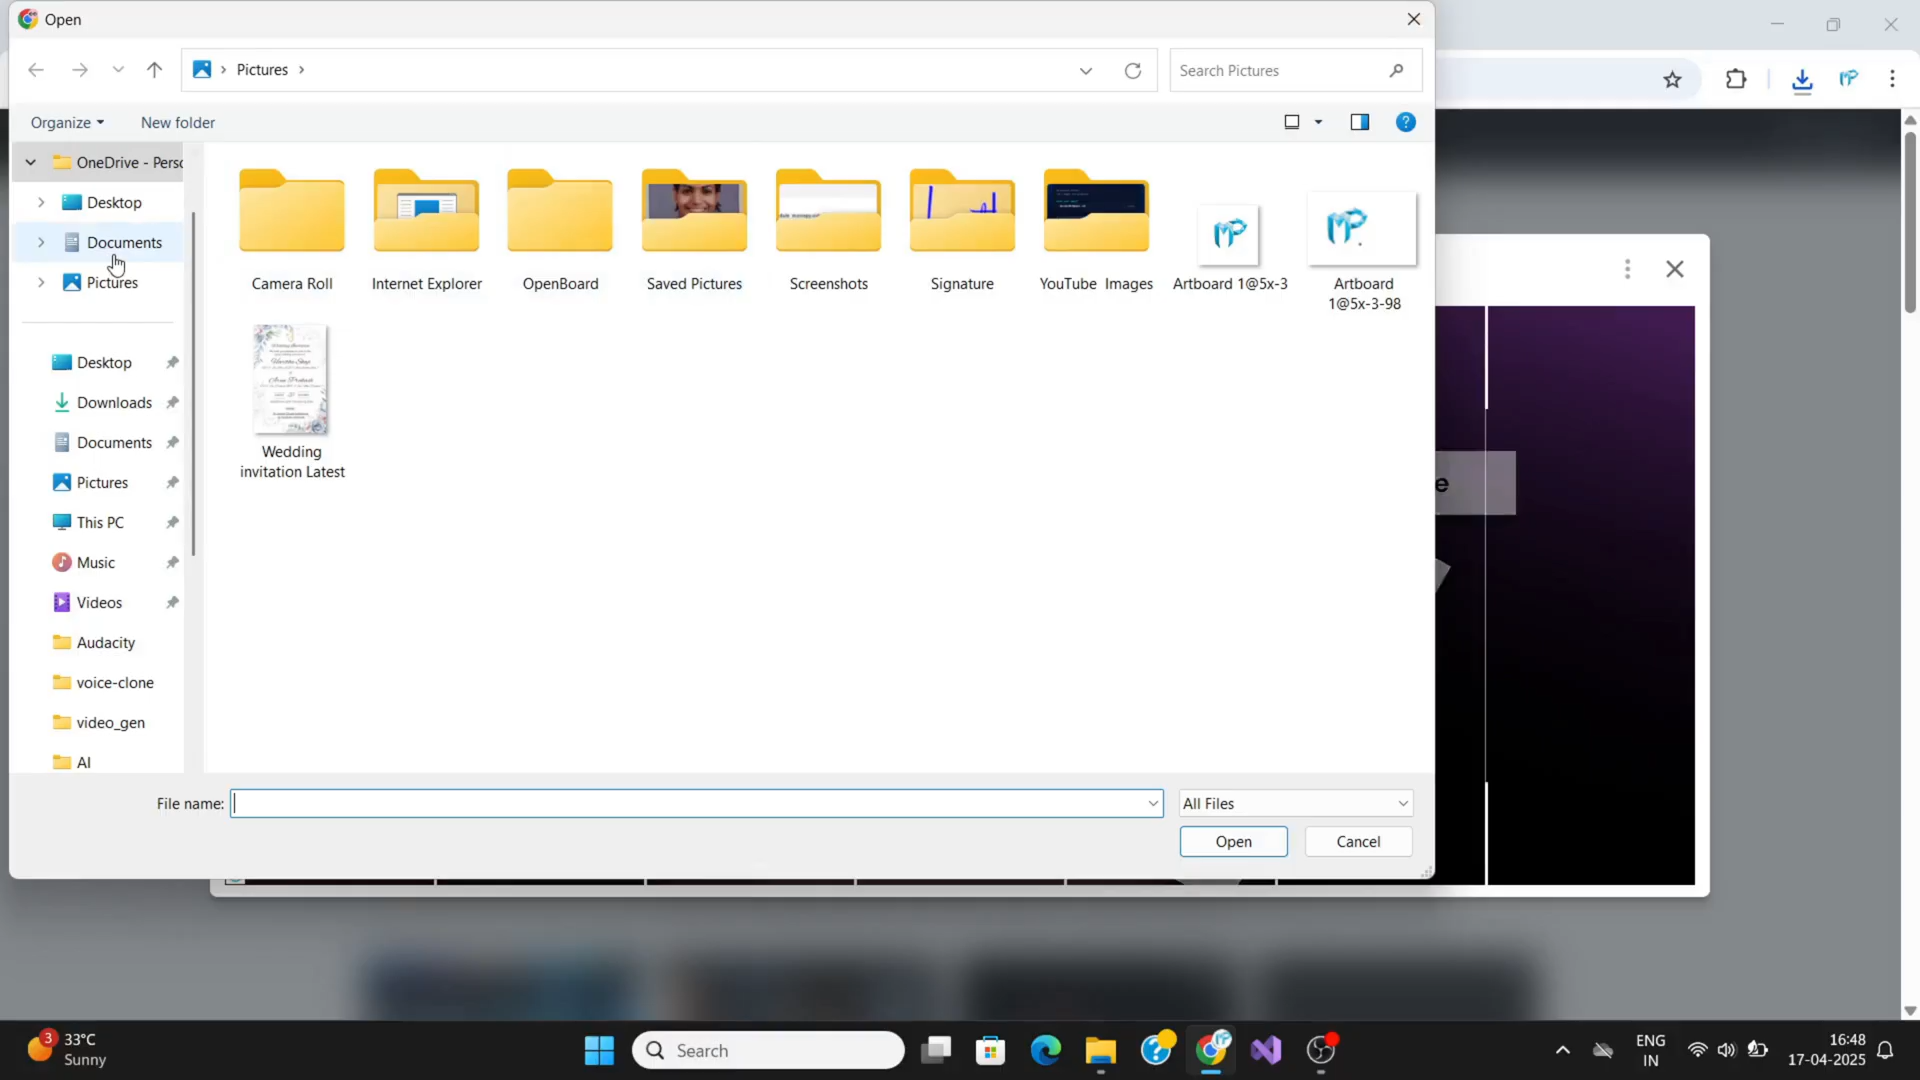 Open
Pictures
Search Pictures
Organize
New folder
OneDrive - Perso
Desktop
Documents
Pictures
Desktop
Downloads
Documents
Pictures
This PC
Music
Videos
Audacity
voice-clone
video_gen
AI
Camera Roll
Internet Explorer
OpenBoard
Saved Pictures
Screenshots
Signature
YouTube Images
Artboard 1@5x-3
Artboard
1@5x-3-98
Wedding
invitation Latest
e
File name:
All Files
Open
Cancel
3
33°C
Sunny
Search
ENG
IN
16:48
17-04-2025